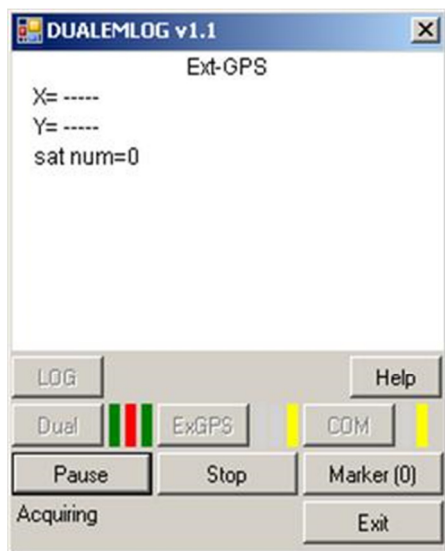 DUALEMLOG v1.1
Ext-GPS
X= -----
Y= -----
sat num=0
LOG
Help
Dual
ExGPS
COM
Pause
Stop
Marker (0)
Acquiring
Exit